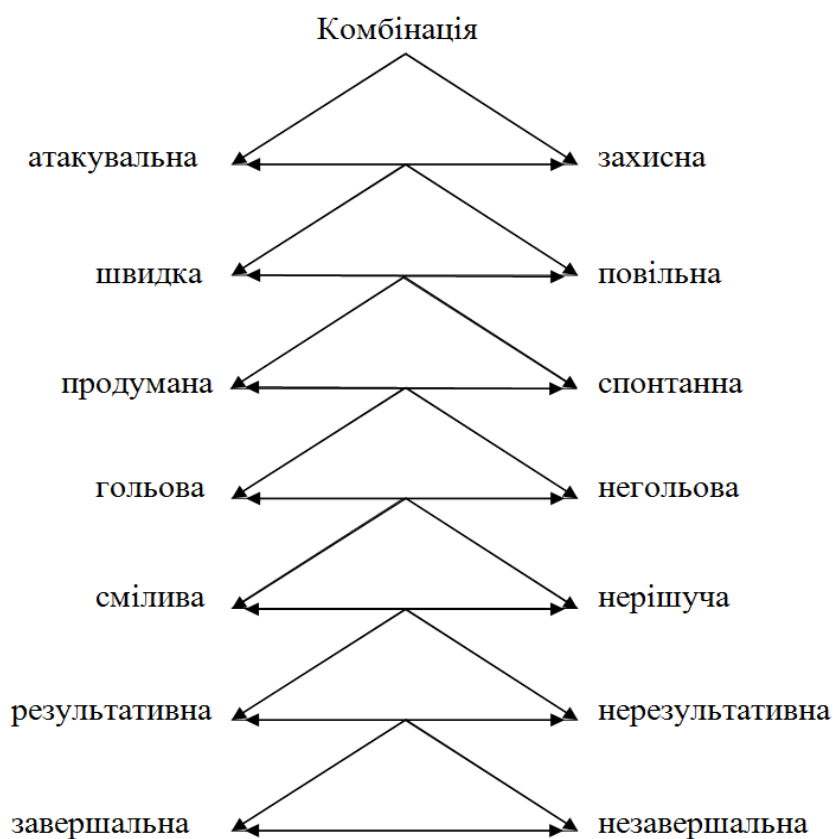 Комбінація
атакувальна захисна
швидка повільна
продумана спонтанна
гольова негольова
смілива нерішуча
результативна нерезультативна
завершальна незавершальна